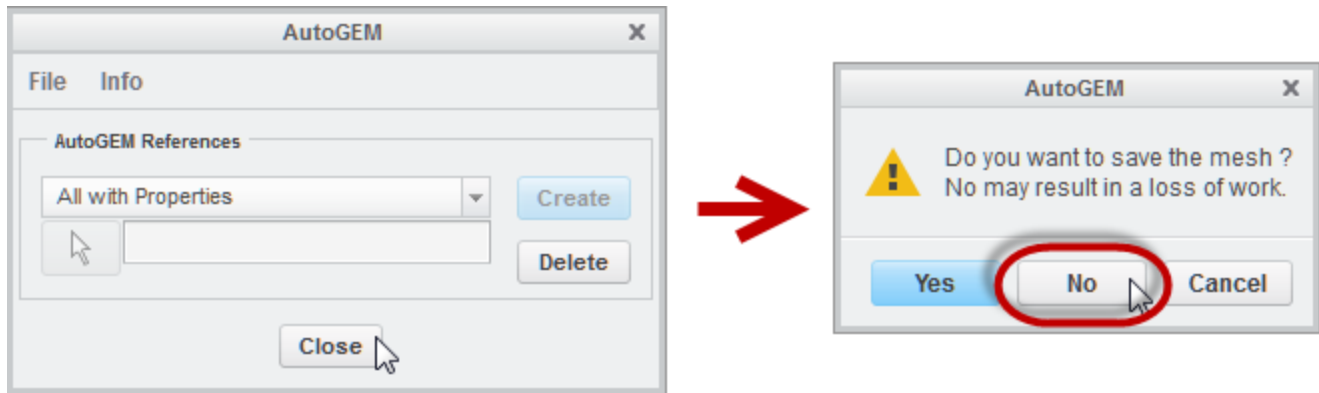 AutoGEM
File Info
AutoGEM References
All with Properties
Create
Delete
Close
AutoGEM
Do you want to save the mesh ?
No may result in a loss of work.
Yes No Cancel